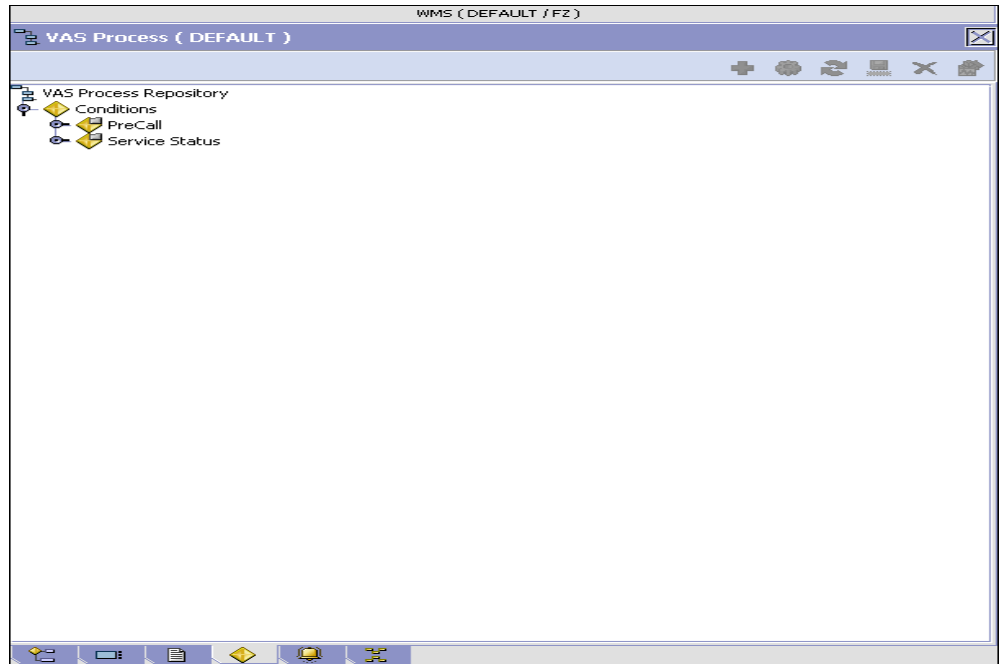 WMS ( DEFAULT / FZ )
VAS Process ( DEFAULT )
VAS Process Repository
Conditions
PreCall
Service Status